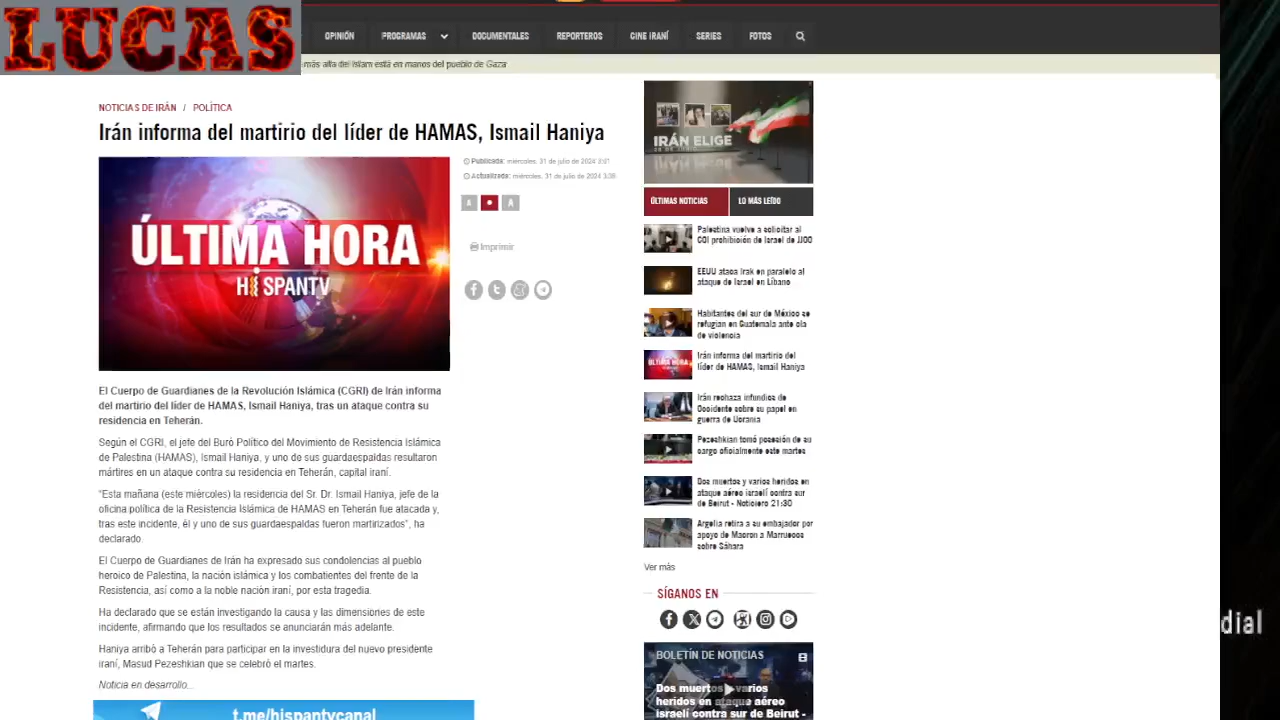 LUCAS
OPINIÓN PROGRAMAS DOCUMENTALES REPORTEROS CINE IRANÍ SERIES FOTOS
más alta del Islam está en manos del pueblo de Gaza
NOTICIAS DE IRÁN / POLÍTICA
Irán informa del martirio del líder de HAMAS, Ismail Haniya
ÚLTIMA HORA
HISPANTV
Publicada: miércoles, 31 de julio de 2024
Actualizada: miércoles, 31 de julio de 2024
A A
Imprimir
El Cuerpo de Guardianes de la Revolución Islámica (CGRI) de Irán informa
del martirio del líder de HAMAS, Ismail Haniya, tras un ataque contra su
residencia en Teherán.
Según el CGRI, el jefe del Buró Político del Movimiento de Resistencia Islámica
de Palestina (HAMAS), Ismail Haniya, y uno de sus guardaespaldas resultaron
mártires en un ataque contra su residencia en Teherán, capital iraní.
“Esta mañana (este miércoles) la residencia del Sr. Dr. Ismail Haniya, jefe de la
oficina política de la Resistencia Islámica de HAMAS en Teherán fue atacada y,
tras este incidente, él y uno de sus guardaespaldas fueron martirizados”, ha
declarado.
El Cuerpo de Guardianes de Irán ha expresado sus condolencias al pueblo
heroico de Palestina, la nación islámica y los combatientes del frente de la
Resistencia, así como a la noble nación iraní, por esta tragedia.
Ha declarado que se están investigando la causa y las dimensiones de este
incidente, afirmando que los resultados se anunciarán más adelante.
Haniya arribó a Teherán para participar en la investidura del nuevo presidente
iraní, Masud Pezeshkian que se celebró el martes.
Noticia en desarrollo...
t.me/hispantvcanal
IRÁN ELIGE
ÚLTIMAS NOTICIAS LO MÁS LEÍDO
Palestina vuelve a solicitar al
COI prohibición de Israel de JJOO
EEUU ataca Irak en paralelo al
ataque de Israel en Líbano
Habitantes del sur de México se
refugian en Guatemala ante ola
de violencia
ÚLTIMA HORA
Irán informa del martirio del
líder de HAMAS, Ismail Haniya
Irán rechaza infundios de
Occidente sobre su papel en
guerra de Ucrania
Pezeshkian tomó posesión de su
cargo oficialmente este martes
Dos muertos y varios heridos en
ataque aéreo israelí contra sur
de Beirut - Noticiero 21:30
Argelia retira a su embajador por
apoyo de Macron a Marruecos
sobre Sáhara
Ver más
SÍGANOS EN
BOLETÍN DE NOTICIAS
Dos muertos y varios
heridos en ataque aéreo
israelí contra sur de Beirut -
dial